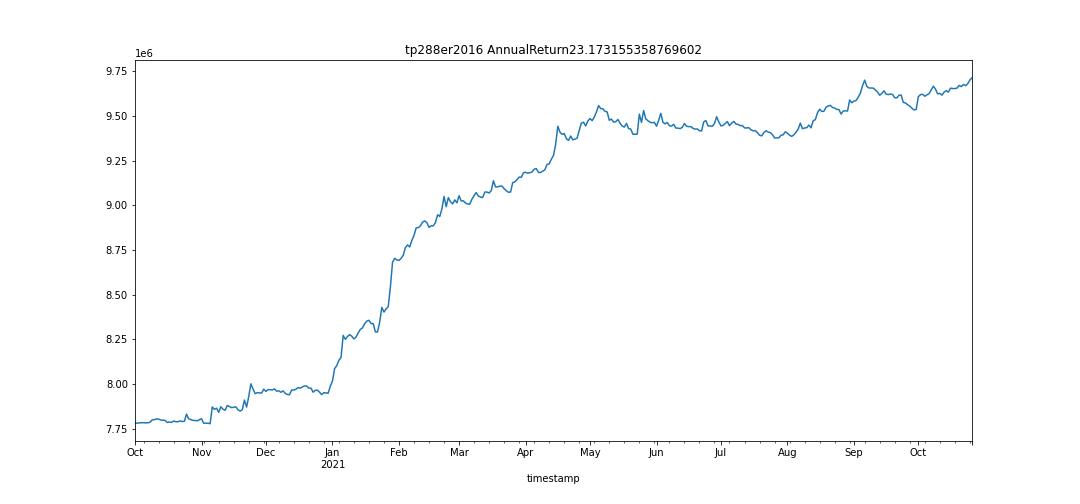 tp288er2016 AnnualReturn23.173155358769602
1e6
9.75
9.50
9.25
9.00
8.75
8.50
8.25
8.00
7.75
Oct Nov Dec Jan Feb Mar Apr May Jun Jul Aug Sep Oct
2021
timestamp